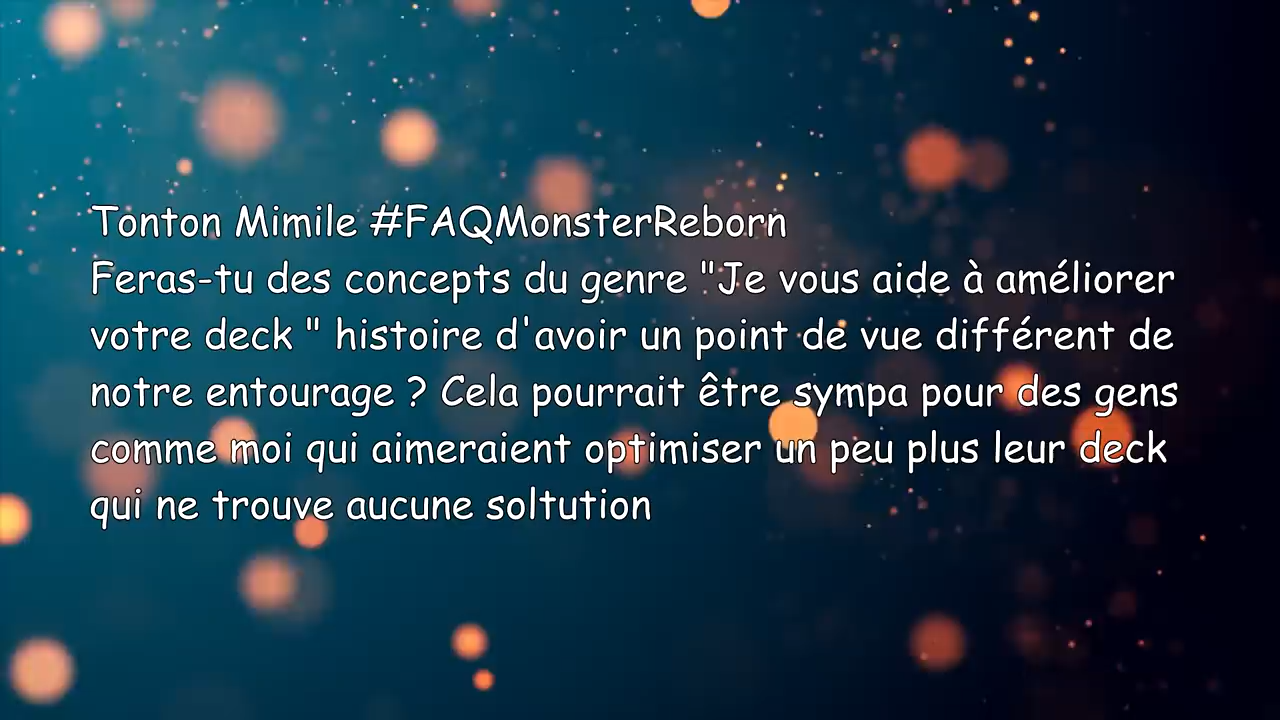 Tonton Mimile #FAQMonsterReborn
Feras-tu des concepts du genre "Je vous aide à améliorer
votre deck " histoire d'avoir un point de vue différent de
notre entourage ? Cela pourrait être sympa pour des gens
comme moi qui aimeraient optimiser un peu plus leur deck
qui ne trouve aucune soltution